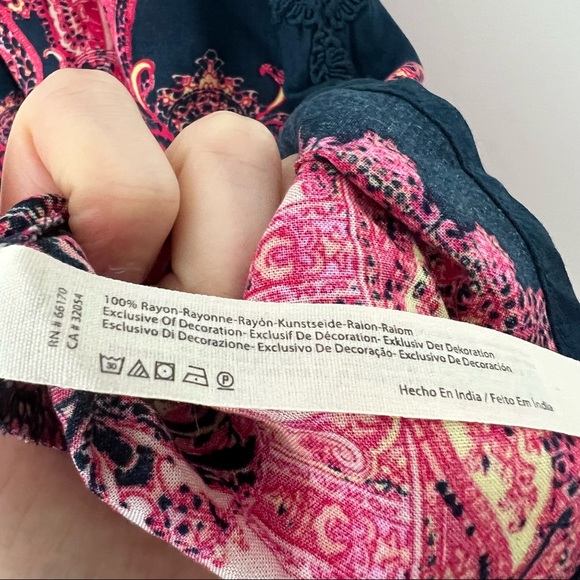 RN # 66170
CA # 32054
100% Rayon-Rayonne-Rayón-Kunstseide-Raion-Raiom
Exclusive Of Decoration- Exclusif De Décoration- Exklusiv Der Dekoration
Esclusivo Di Decorazione- Exclusivo De Decoração- Exclusivo De Decoración
30
P
Hecho En India / Feito Em India